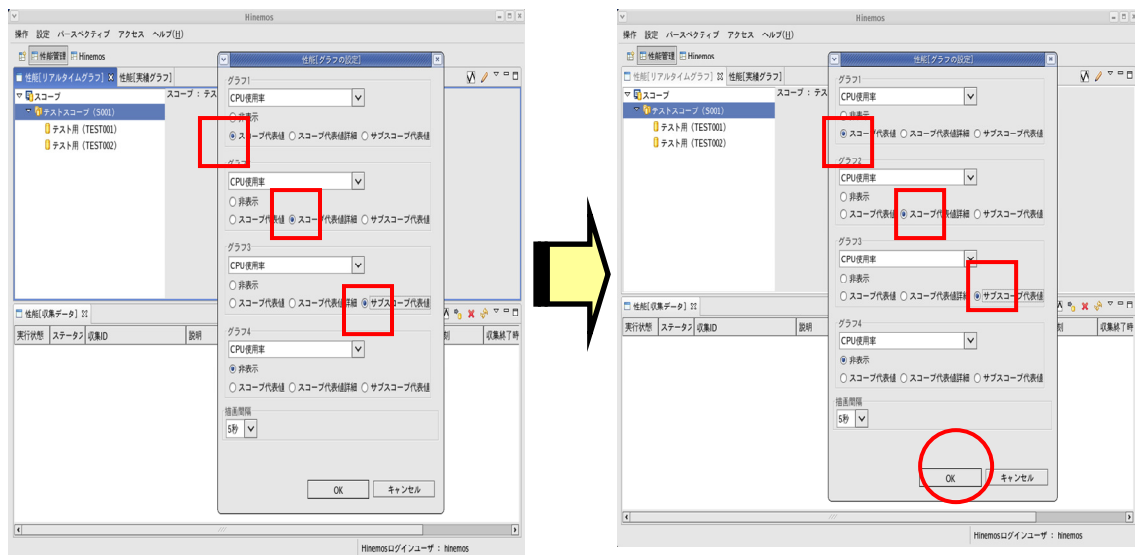 Hinemos
操作 設定 パースペクティブ アクセス ヘルプ(H)
性能管理 Hinemos
性能[リアルタイムグラフ] 性能[実績グラフ]
スコープ
スコープ : テス
テストスコープ (S001)
テスト用 (TEST001)
テスト用 (TEST002)
性能[グラフの設定]
グラフ1
CPU使用率
非表示
スコープ代表値 スコープ代表値詳細 サブスコープ代表値
CPU使用率
非表示
スコープ代表値 スコープ代表値詳細 サブスコープ代表値
グラフ3
CPU使用率
非表示
スコープ代表値 スコープ代表値詳細 サブスコープ代表値
グラフ4
CPU使用率
非表示
スコープ代表値 スコープ代表値詳細 サブスコープ代表値
描画間隔
5秒
OK キャンセル
性能[収集データ]
実行状態 ステータス 収集ID 説明 刻 収集終了時
Hinemosログインユーザ : hinemos
Hinemos
操作 設定 パースペクティブ アクセス ヘルプ(H)
性能管理 Hinemos
性能[リアルタイムグラフ] 性能[実績グラフ]
スコープ
スコープ : テス
テストスコープ (S001)
テスト用 (TEST001)
テスト用 (TEST002)
性能[グラフの設定]
グラフ1
CPU使用率
非表示
スコープ代表値 スコープ代表値詳細 サブスコープ代表値
グラフ2
CPU使用率
非表示
スコープ代表値 スコープ代表値詳細 サブスコープ代表値
グラフ3
CPU使用率
非表示
スコープ代表値 スコープ代表値詳細 サブスコープ代表値
グラフ4
CPU使用率
非表示
スコープ代表値 スコープ代表値詳細 サブスコープ代表値
描画間隔
5秒
OK キャンセル
性能[収集データ]
実行状態 ステータス 収集ID 説明 刻 収集終了時
Hinemosログインユーザ : hinemos